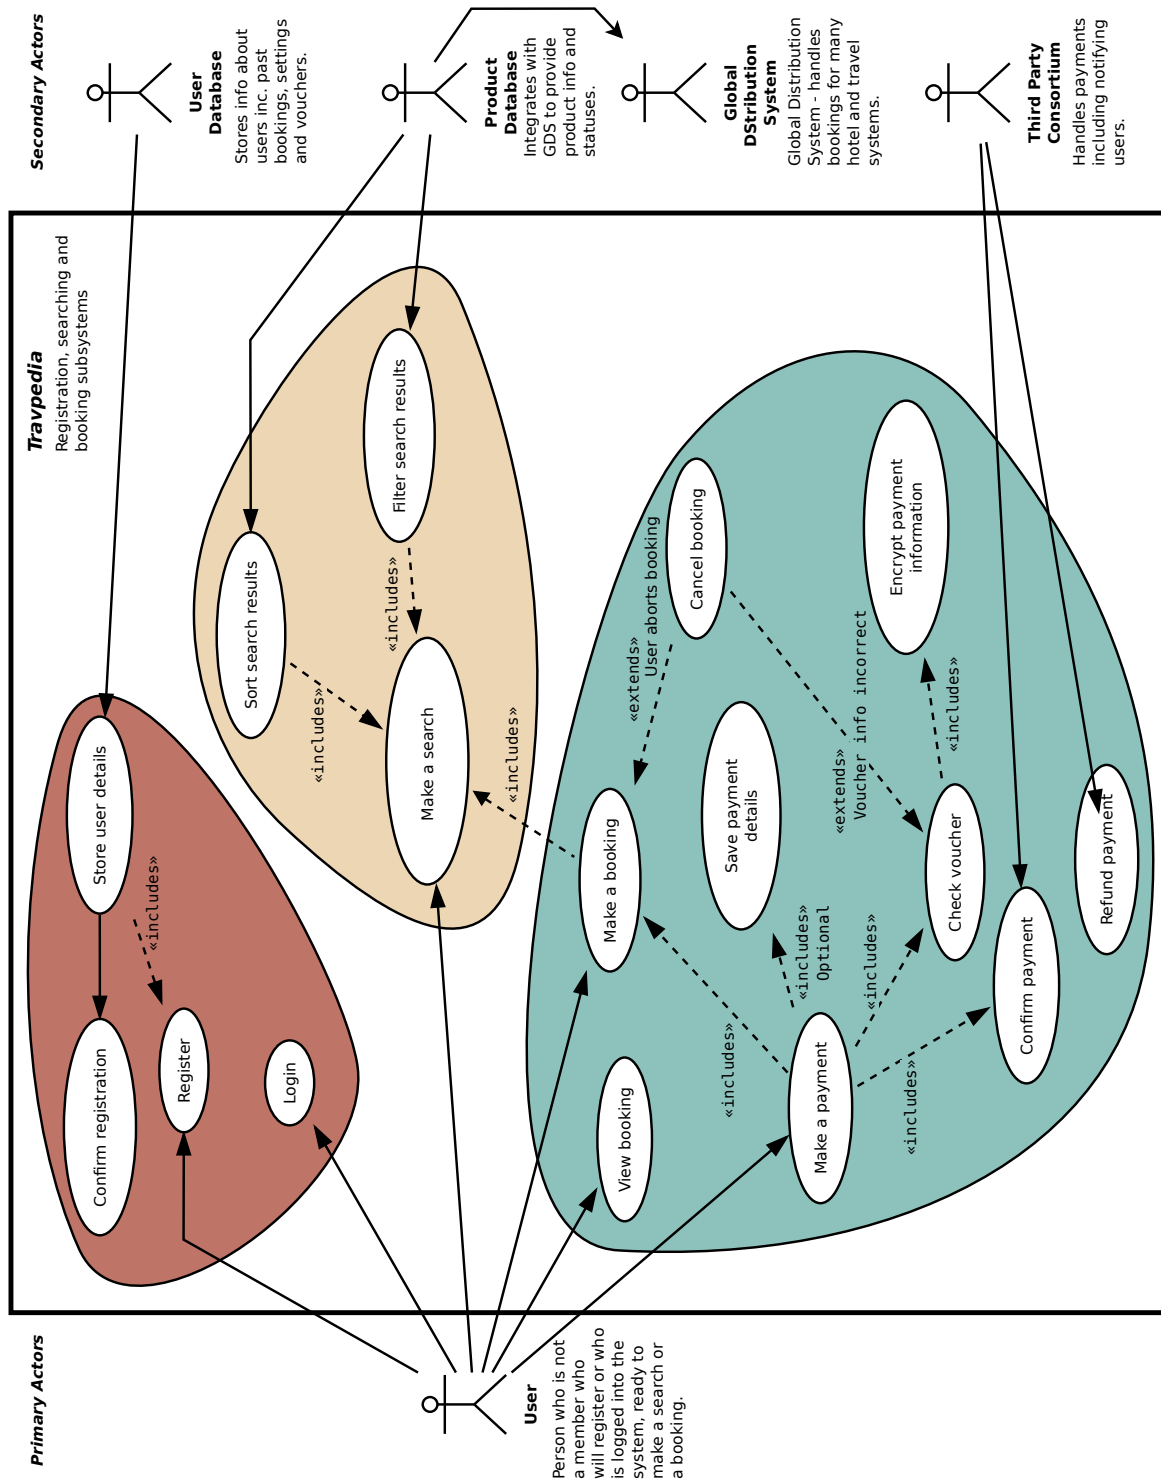 Primary Actors
User
Person who is not
a member who
will register or who
is logged into the
system, ready to
make a search or
a booking.
Travpedia
Registration, searching and
booking subsystems
Confirm registration
Store user details
«includes»
Register
Login
Sort search results
«includes»
Filter search results
«includes»
Make a search
«includes»
View booking
Make a booking
«extends»
User aborts booking
Cancel booking
«includes»
Save payment
details
«includes»
Optional
Make a payment
«extends»
Voucher info incorrect
Encrypt payment
information
«includes»
«includes»
Check voucher
«includes»
Confirm payment
Refund payment
Secondary Actors
User
Database
Stores info about
users inc. past
bookings, settings
and vouchers.
Product
Database
Integrates with
GDS to provide
product info and
statuses.
Global
DStribution
System
Global Distribution
System - handles
bookings for many
hotel and travel
systems.
Third Party
Consortium
Handles payments
including notifying
users.